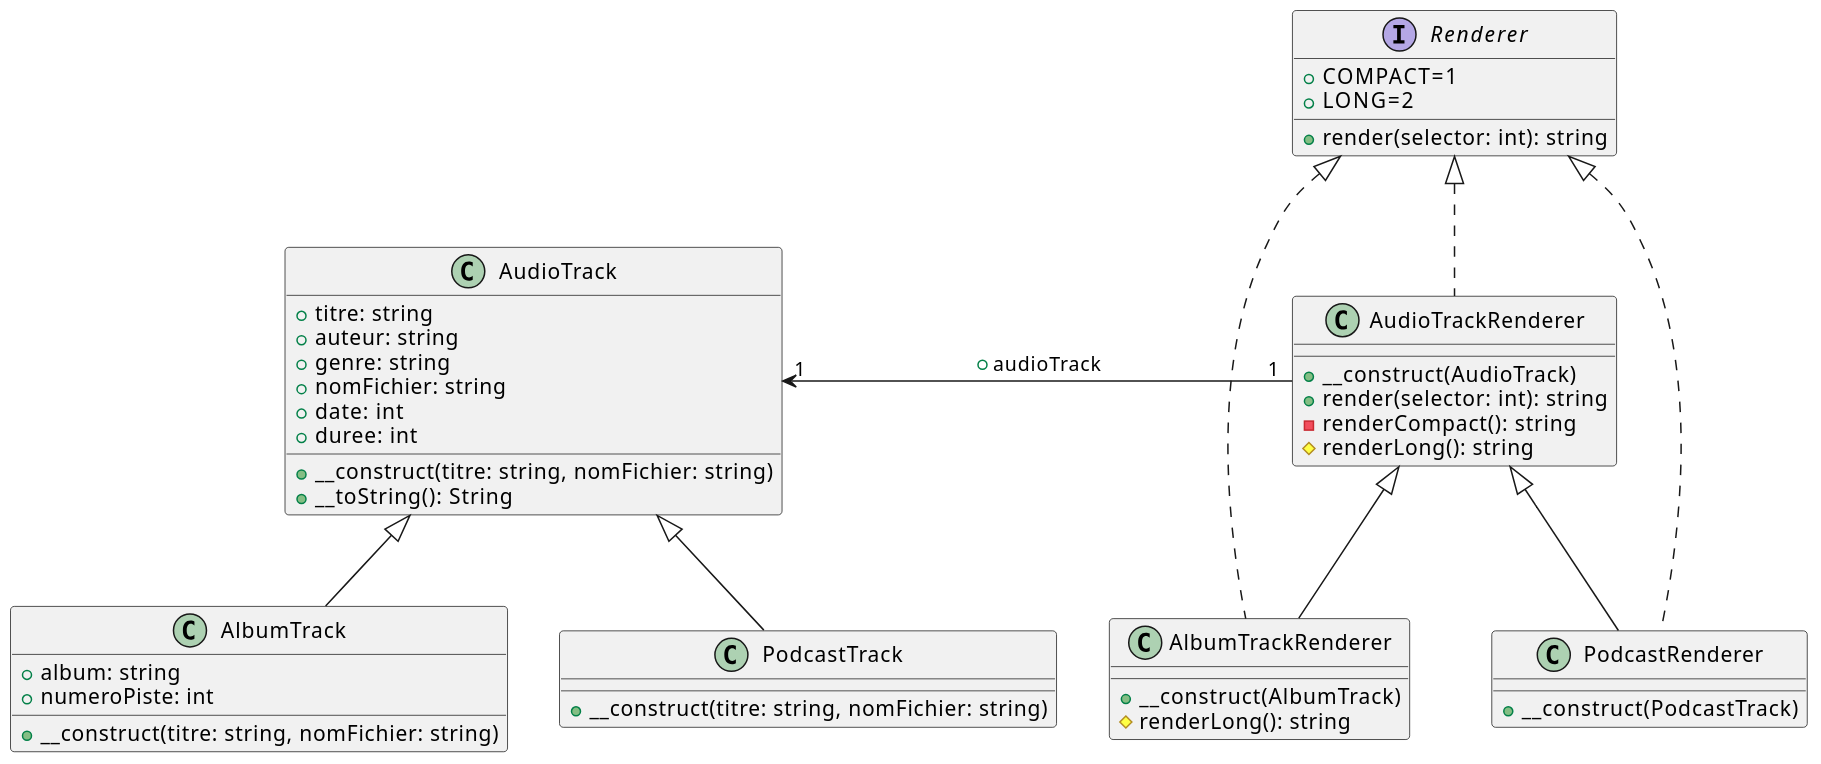 I Renderer
COMPACT=1
LONG=2
render(selector: int): string
C AudioTrack
titre: string
auteur: string
genre: string
nomFichier: string
date: int
duree: int
__construct(titre: string, nomFichier: string)
__toString(): String
1
audioTrack
1
C AudioTrackRenderer
__construct(AudioTrack)
render(selector: int): string
renderCompact(): string
renderLong(): string
C AlbumTrack
album: string
numeroPiste: int
__construct(titre: string, nomFichier: string)
C PodcastTrack
__construct(titre: string, nomFichier: string)
C AlbumTrackRenderer
__construct(AlbumTrack)
renderLong(): string
C PodcastRenderer
__construct(PodcastTrack)